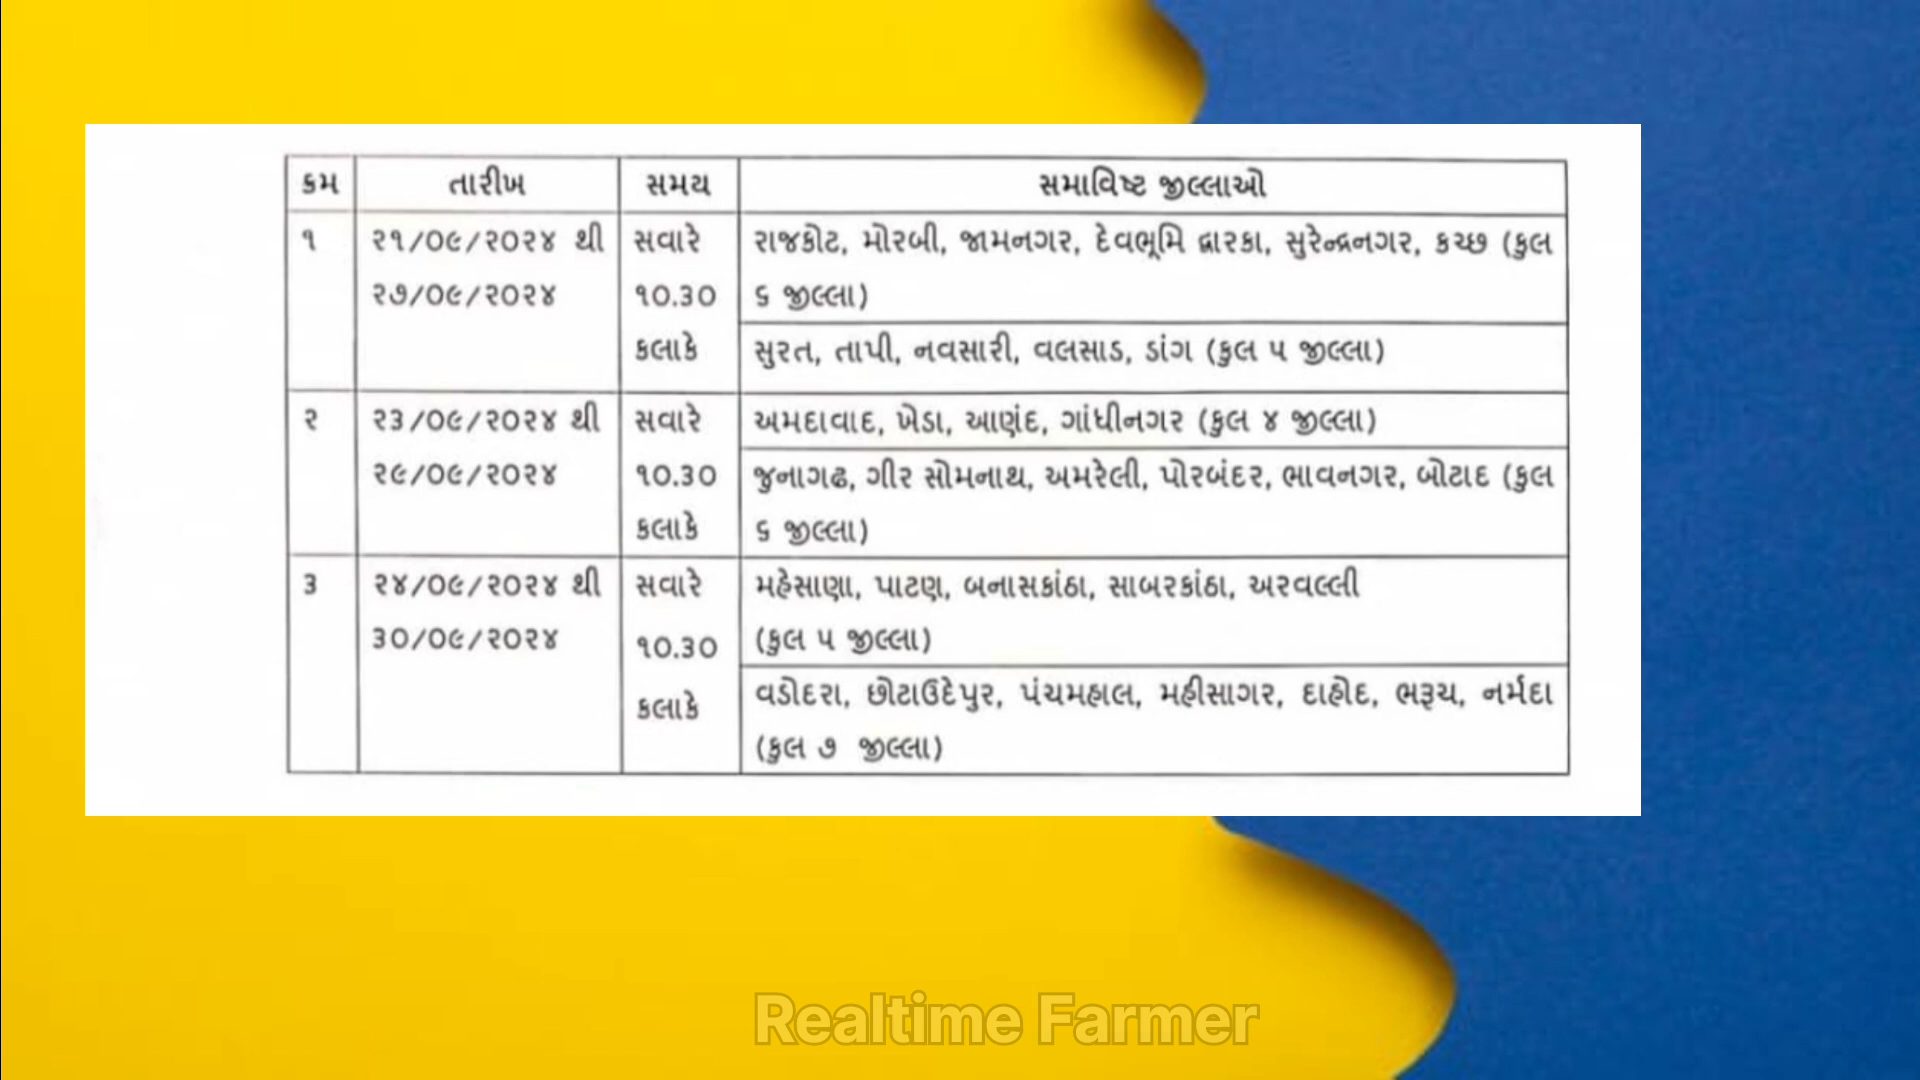 ક્રમ તારીખ સમય સમાવિષ્ટ જીલ્લાઓ
૧ ૨૧/૦૯/૨૦૨૪ થી સવારે રાજકોટ, મોરબી, જામનગર, દેવભૂમિ દ્વારકા, સુરેન્દ્રનગર, કચ્છ (કુલ
૨૭/૦૯/૨૦૨૪ ૧૦.૩૦ ૬ જીલ્લા)
કલાકે સુરત, તાપી, નવસારી, વલસાડ, ડાંગ (કુલ ૫ જીલ્લા)
૨ ૨૩/૦૯/૨૦૨૪ થી સવારે અમદાવાદ, ખેડા, આણંદ, ગાંધીનગર (કુલ ૪ જીલ્લા)
૨૯/૦૯/૨૦૨૪ ૧૦.૩૦ જુનાગઢ, ગીર સોમનાથ, અમરેલી, પોરબંદર, ભાવનગર, બોટાદ (કુલ
કલાકે ૬ જીલ્લા)
૩ ૨૪/૦૯/૨૦૨૪ થી સવારે મહેસાણા, પાટણ, બનાસકાંઠા, સાબરકાંઠા, અરવલ્લી
૩૦/૦૯/૨૦૨૪ ૧૦.૩૦ (કુલ ૫ જીલ્લા)
કલાકે વડોદરા, છોટાઉદેપુર, પંચમહાલ, મહીસાગર, દાહોદ, ભરૂચ, નર્મદા
(કુલ ૭ જીલ્લા)
Realtime Farmer